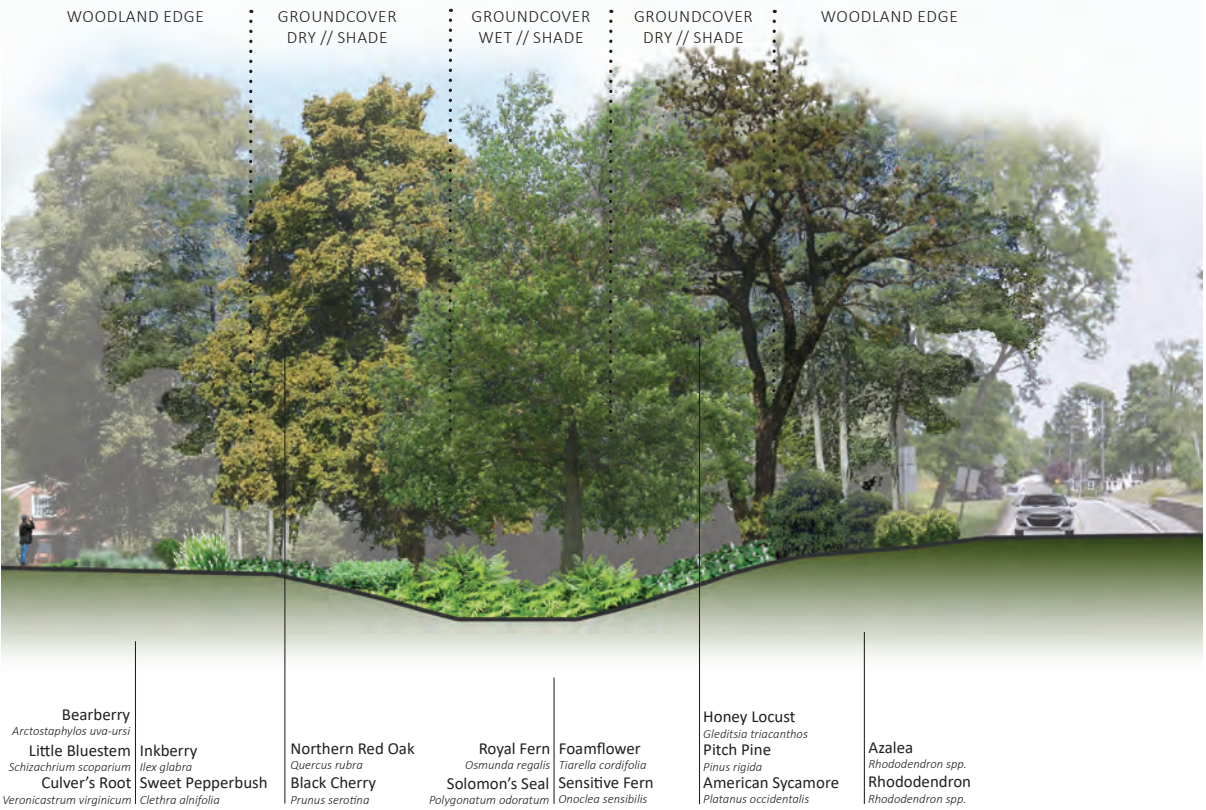 WOODLAND EDGE
GROUNDCOVER
DRY // SHADE
GROUNDCOVER
WET // SHADE
GROUNDCOVER
DRY // SHADE
WOODLAND EDGE
Bearberry
Arctostaphylos uva-ursi
Little Bluestem
Schizachrium scoparium
Culver's Root
Veronicastrum virginicum
Inkberry
Ilex glabra
Sweet Pepperbush
Clethra alnifolia
Northern Red Oak
Quercus rubra
Black Cherry
Prunus serotina
Royal Fern
Osmunda regalis
Solomon's Seal
Polygonatum odoratum
Foamflower
Tiarella cordifolia
Sensitive Fern
Onoclea sensibilis
Honey Locust
Gleditsia triacanthos
Pitch Pine
Pinus rigida
American Sycamore
Platanus occidentalis
Azalea
Rhododendron spp.
Rhododendron
Rhododendron spp.